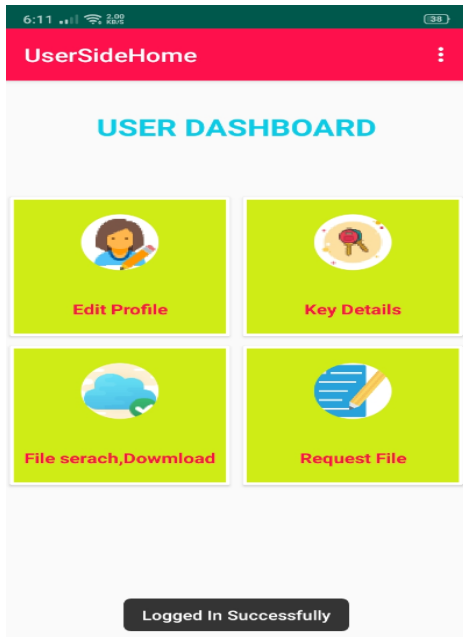 6:11 2.00 KB/S 38
UserSideHome
USER DASHBOARD
Edit Profile
Key Details
File serach,Dowmload
Request File
Logged In Successfully